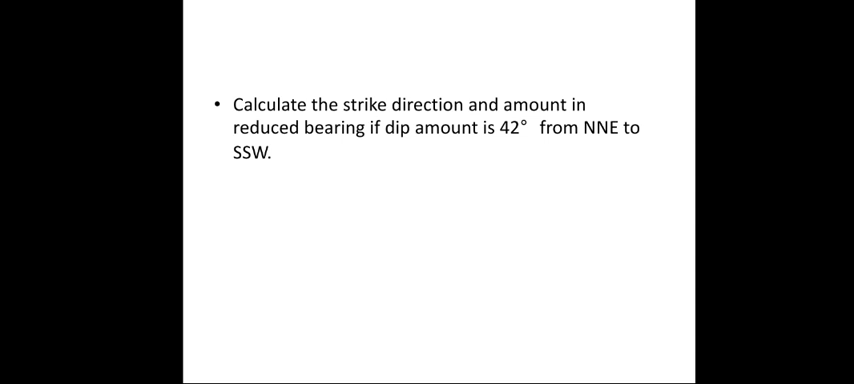 • Calculate the strike direction and amount in
reduced bearing if dip amount is 42° from NNE to
SSW.